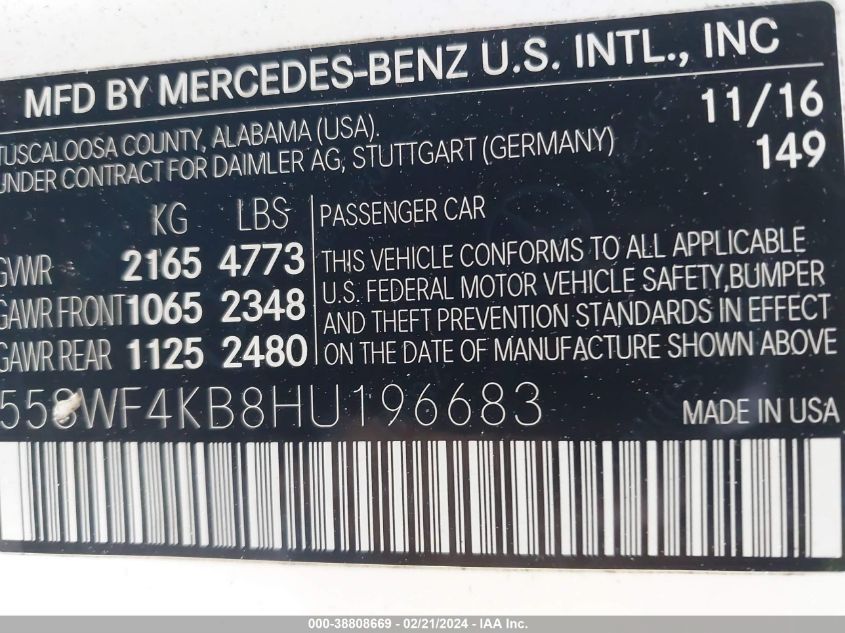 MFD BY MERCEDES-BENZ U.S. INTL., INC
TUSCALOOSA COUNTY, ALABAMA (USA). 11/16
UNDER CONTRACT FOR DAIMLER AG, STUTTGART (GERMANY) 149
KG LBS
GVWR 2165 4773
GAWR FRONT 1065 2348
GAWR REAR 1125 2480
PASSENGER CAR
THIS VEHICLE CONFORMS TO ALL APPLICABLE
U.S. FEDERAL MOTOR VEHICLE SAFETY,BUMPER
AND THEFT PREVENTION STANDARDS IN EFFECT
ON THE DATE OF MANUFACTURE SHOWN ABOVE
55SWF4KB8HU196683 MADE IN USA
000-38808669 - 02/21/2024 - IAA Inc.